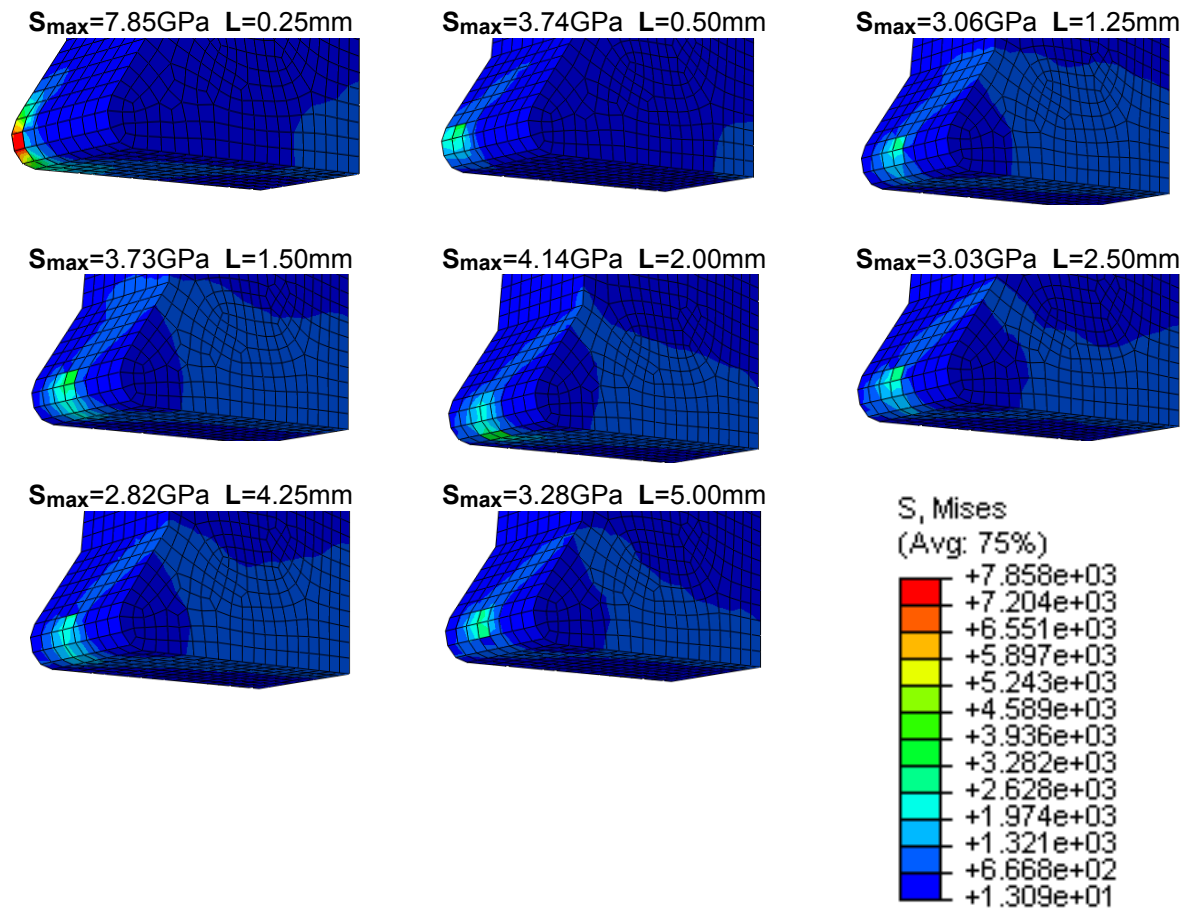 Smax=7.85GPa L=0.25mm
Smax=3.74GPa L=0.50mm
Smax=3.06GPa L=1.25mm
Smax=3.73GPa L=1.50mm
Smax=4.14GPa L=2.00mm
Smax=3.03GPa L=2.50mm
Smax=2.82GPa L=4.25mm
Smax=3.28GPa L=5.00mm
S, Mises
(Avg: 75%)
+7.858e+03
+7.204e+03
+6.551e+03
+5.897e+03
+5.243e+03
+4.589e+03
+3.936e+03
+3.282e+03
+2.628e+03
+1.974e+03
+1.321e+03
+6.668e+02
+1.309e+01